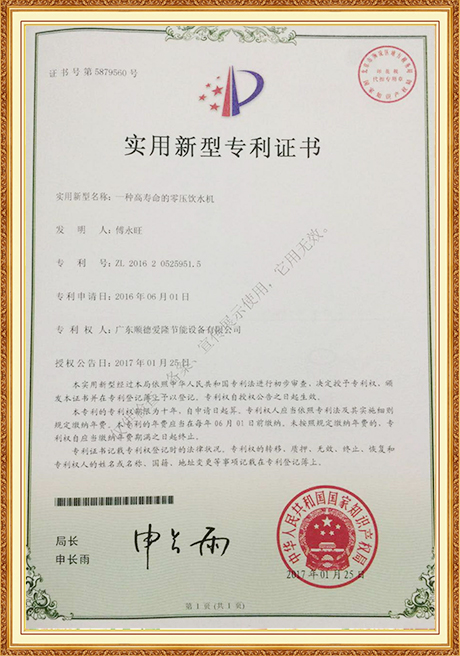 证书号第5879560号
实用新型专利证书
实用新型名称：一种高寿命的零压饮水机
发 明 人：傅永旺
专 利 号：ZL 2016 2 0525951.5
专利申请日：2016年06月01日
专 利 权 人：广东顺德爱隆节能设备有限公司
授权公告日：2017年01月25日
本实用新型经过本局依照中华人民共和国专利法进行初步审查，决定授予专利权，颁
发本证书并在专利登记簿上予以登记。专利权自授权公告之日起生效。
本专利的专利权期限为十年，自申请日起算。专利权人应当依照专利法及其实施细则
规定缴纳年费。本专利的年费应当在每年06月01日前缴纳。未按照规定缴纳年费的，专
利权自应当缴纳年费期满之日起终止。
专利证书记载专利权登记时的法律状况。专利权的转移、质押、无效、终止、恢复和
专利权人的姓名或名称、国籍、地址变更等事项记载在专利登记簿上。
宣传展示使用，它用无效。
局长
申长雨
申长雨
中华人民共和国国家知识产权局
2017年01月25日
第1页（共1页）